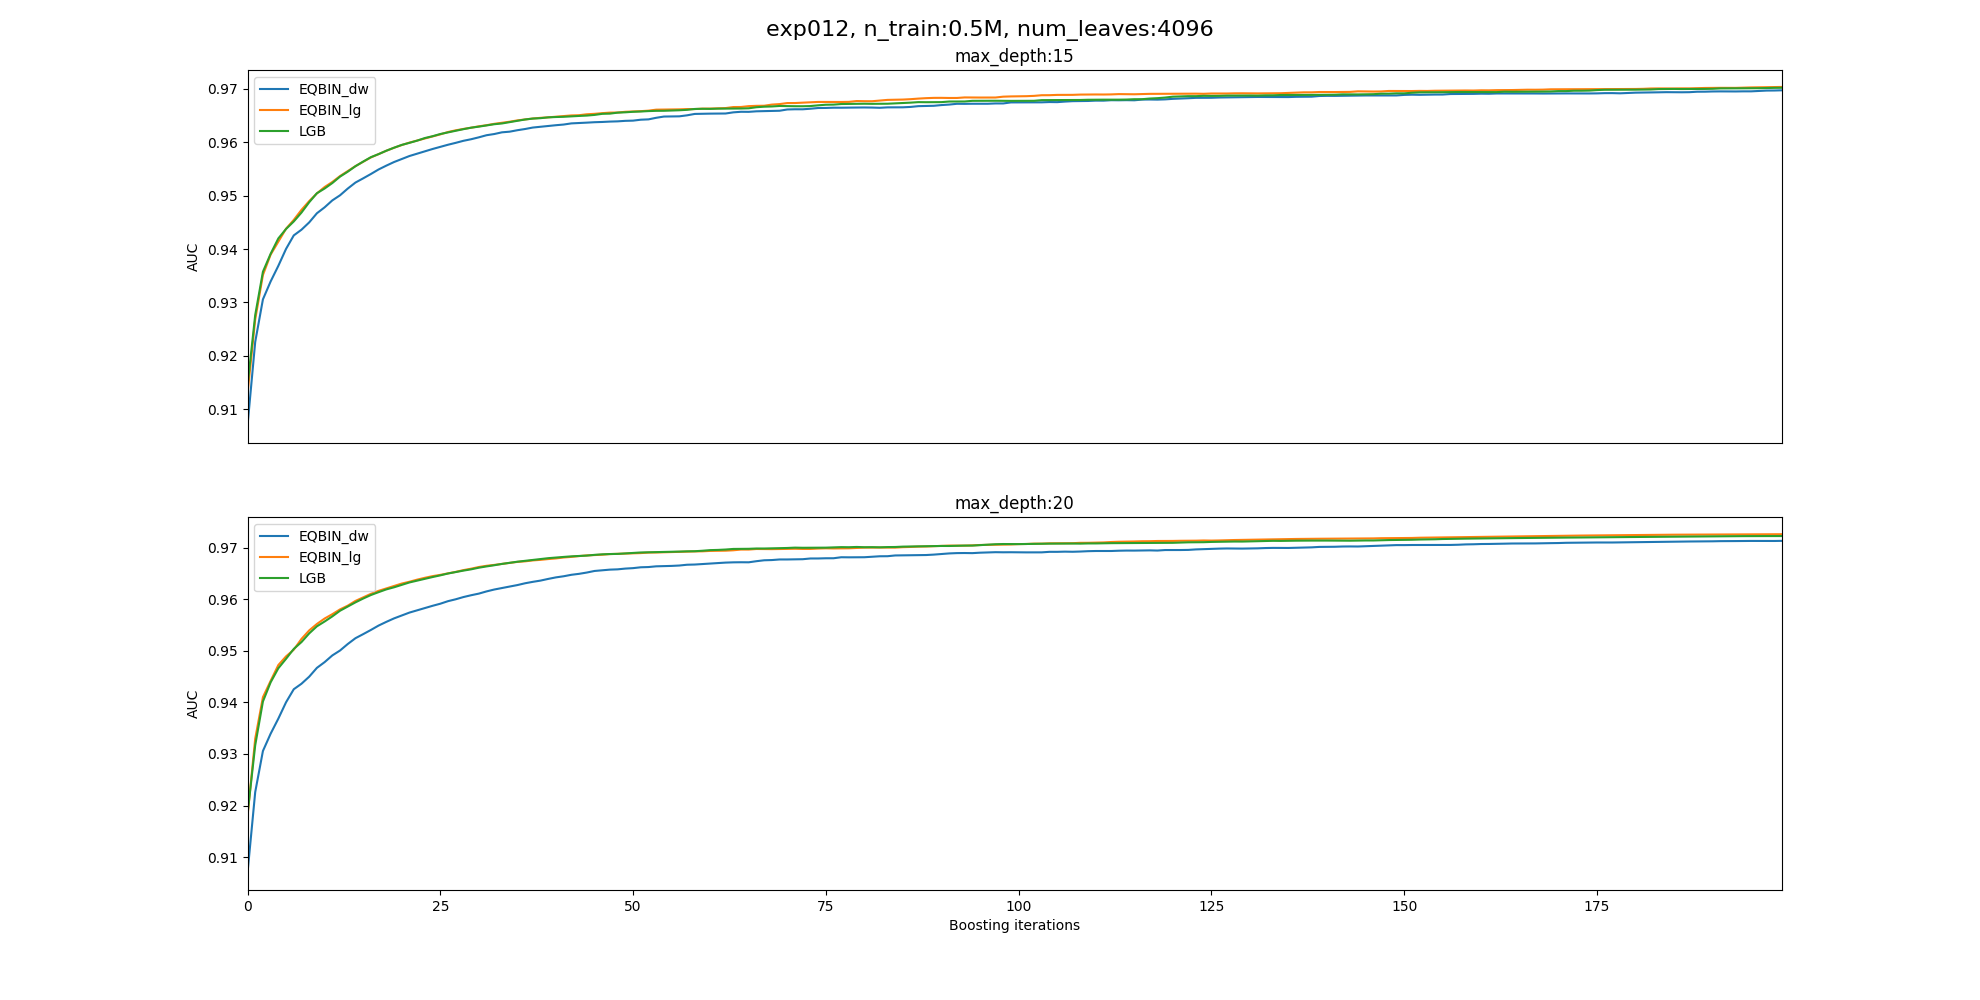 exp012, n_train:0.5M, num_leaves:4096
max_depth:15
0.97
0.96
0.95
0.94
0.93
0.92
0.91
AUC
EQBIN_dw
EQBIN_lg
LGB
max_depth:20
0.97
0.96
0.95
0.94
0.93
0.92
0.91
AUC
EQBIN_dw
EQBIN_lg
LGB
0 25 50 75 100 125 150 175
Boosting iterations